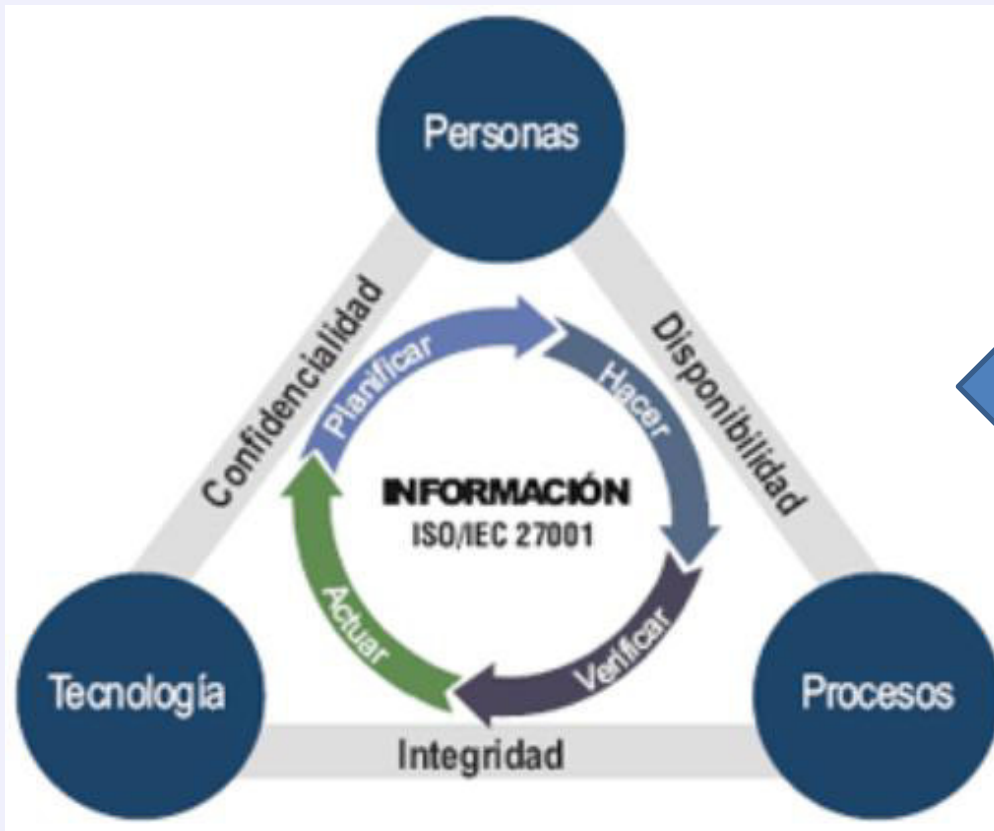 Personas
Confidencialidad
Disponibilidad
Planificar
Hacer
INFORMACIÓN
ISO/IEC 27001
Actuar
Verificar
Tecnología
Procesos
Integridad